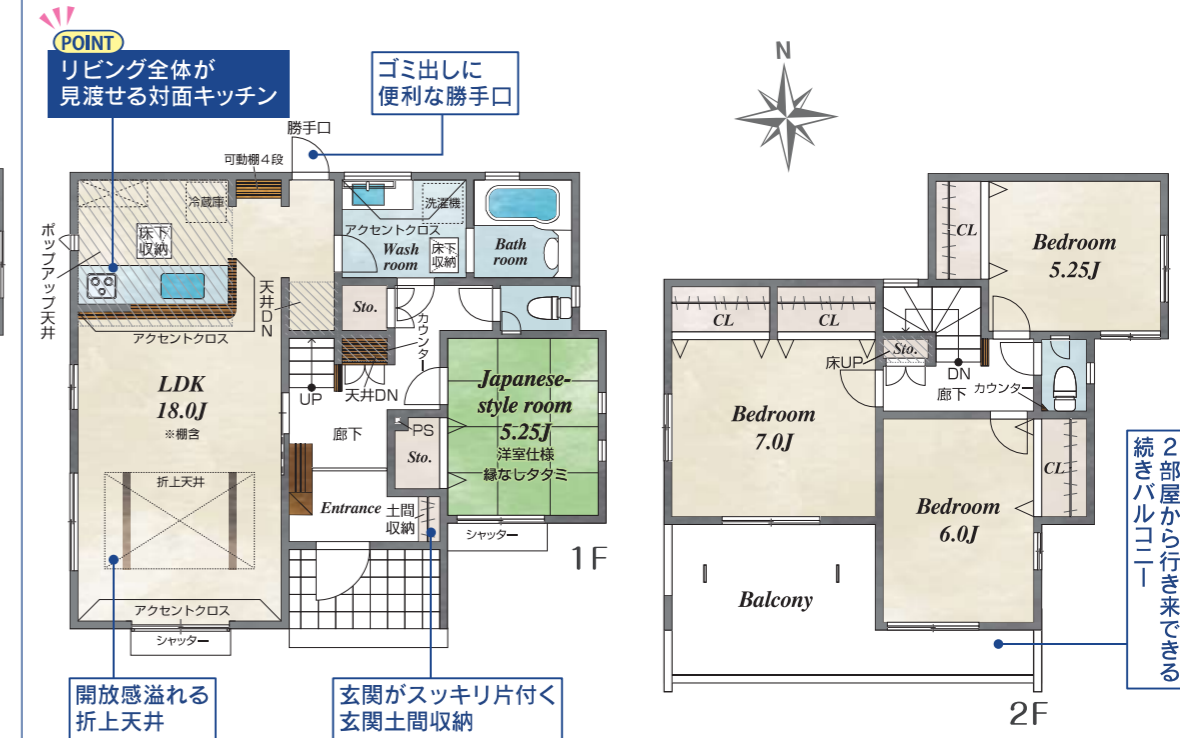 POINT
リビング全体が
見渡せる対面キッチン
ゴミ出しに
便利な勝手口
勝手口
可動棚4段
冷蔵庫
床下
収納
ポップアップ天井
アクセントクロス
天井DN
洗濯機
アクセントクロス
Wash
room
床下
収納
Bath
room
Sto.
カウンター
天井DN
UP
LDK
18.0J
※棚含
折上天井
アクセントクロス
シャッター
廊下
PS
Sto.
Entrance
土間
収納
Japanese-
style room
5.25J
洋室仕様
縁なしタタミ
シャッター
1F
開放感溢れる
折上天井
玄関がスッキリ片付く
玄関土間収納
N
CL
Bedroom
5.25J
CL
CL
床UP
Sto.
DN
廊下
カウンター
Bedroom
7.0J
Bedroom
6.0J
CL
Balcony
2部屋から行き来できる
続きバルコニー
2F